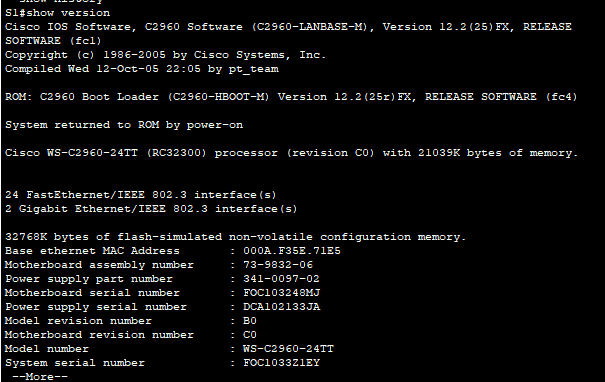 S1#show version
Cisco IOS Software, C2960 Software (C2960-LANBASE-M), Version 12.2(25)FX, RELEASE
SOFTWARE (fc1)
Copyright (c) 1986-2005 by Cisco Systems, Inc.
Compiled Wed 12-Oct-05 22:05 by pt_team
ROM: C2960 Boot Loader (C2960-HBOOT-M) Version 12.2(25r)FX, RELEASE SOFTWARE (fc4)
System returned to ROM by power-on
Cisco WS-C2960-24TT (RC32300) processor (revision C0) with 21039K bytes of memory.
24 FastEthernet/IEEE 802.3 interface(s)
2 Gigabit Ethernet/IEEE 802.3 interface(s)
32768K bytes of flash-simulated non-volatile configuration memory.
Base ethernet MAC Address : 000A.F35E.71E5
Motherboard assembly number : 73-9832-06
Power supply part number : 341-0097-02
Motherboard serial number : FOC103248MJ
Power supply serial number : DCA102133JA
Model revision number : B0
Motherboard revision number : C0
Model number : WS-C2960-24TT
System serial number : FOC1033Z1EY
--More--